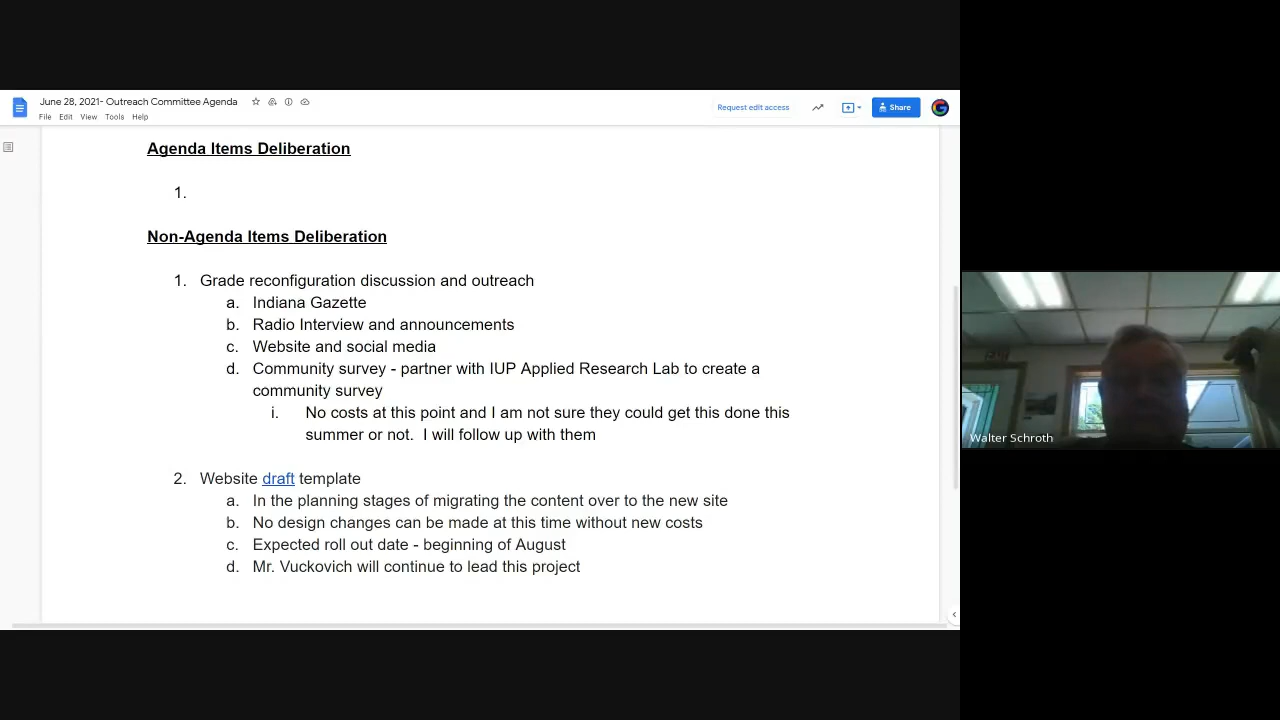 June 28, 2021- Outreach Committee Agenda
File Edit View Tools Help
Request edit access
Share
Agenda Items Deliberation
1.
Non-Agenda Items Deliberation
1. Grade reconfiguration discussion and outreach
a. Indiana Gazette
b. Radio Interview and announcements
c. Website and social media
d. Community survey - partner with IUP Applied Research Lab to create a
community survey
i. No costs at this point and I am not sure they could get this done this
summer or not. I will follow up with them
2. Website draft template
a. In the planning stages of migrating the content over to the new site
b. No design changes can be made at this time without new costs
c. Expected roll out date - beginning of August
d. Mr. Vuckovich will continue to lead this project
Walter Schroth